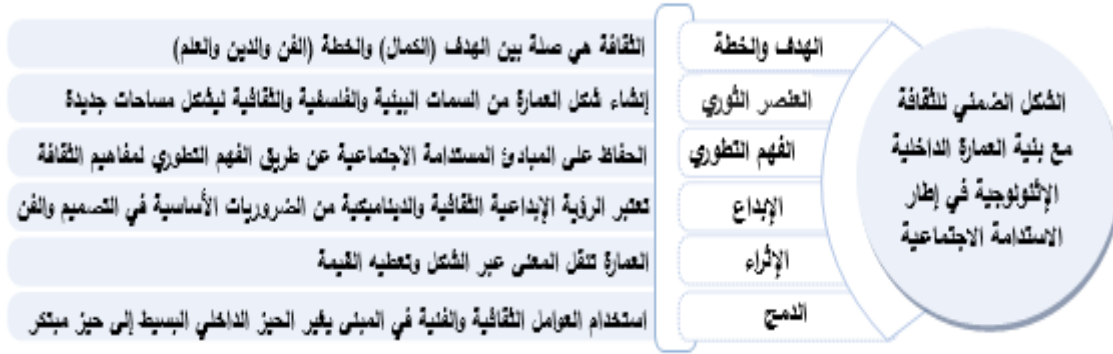 الشكل الضمني للثقافة
مع بنية العمارة الداخلية
الإثنولوجية في إطار
الاستدامة الاجتماعية
الهدف والخطة
الثقافة هي صلة بين الهدف (الكمال) والخطة (الفن والدين والعلم)
العنصر الثوري
إنشاء شكل العمارة من السمات البيئية والفلسفية والثقافية ليشكل مساحات جديدة
الفهم التطوري
الحفاظ على المبادئ المستدامة الاجتماعية عن طريق الفهم التطوري لمفاهيم الثقافة
الإبداع
تعتبر الرؤية الإبداعية الثقافية والديناميكية من الضروريات الأساسية في التصميم والفن
الإثراء
العمارة تنقل المعنى عبر الشكل وتعطيه القيمة
الدمج
استخدام العوامل الثقافية والفنية في المبنى يغير الحيز الداخلي البسيط إلى حيز مبتكر